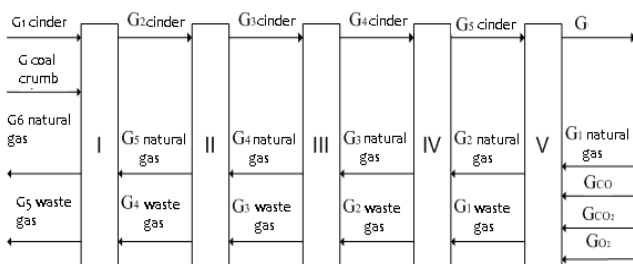 G1 cinder
G2cinder
G3cinder
G4cinder
G5 cinder
G
G coal
crumb
G6 natural
gas
I
G5 natural
gas
II
G4 natural
gas
III
G3 natural
gas
IV
G2 natural
gas
V
G1 natural
gas
GCO
G5 waste
gas
G4 waste
gas
G3 waste
gas
G2 waste
gas
G1 waste
gas
GCO2
GO2